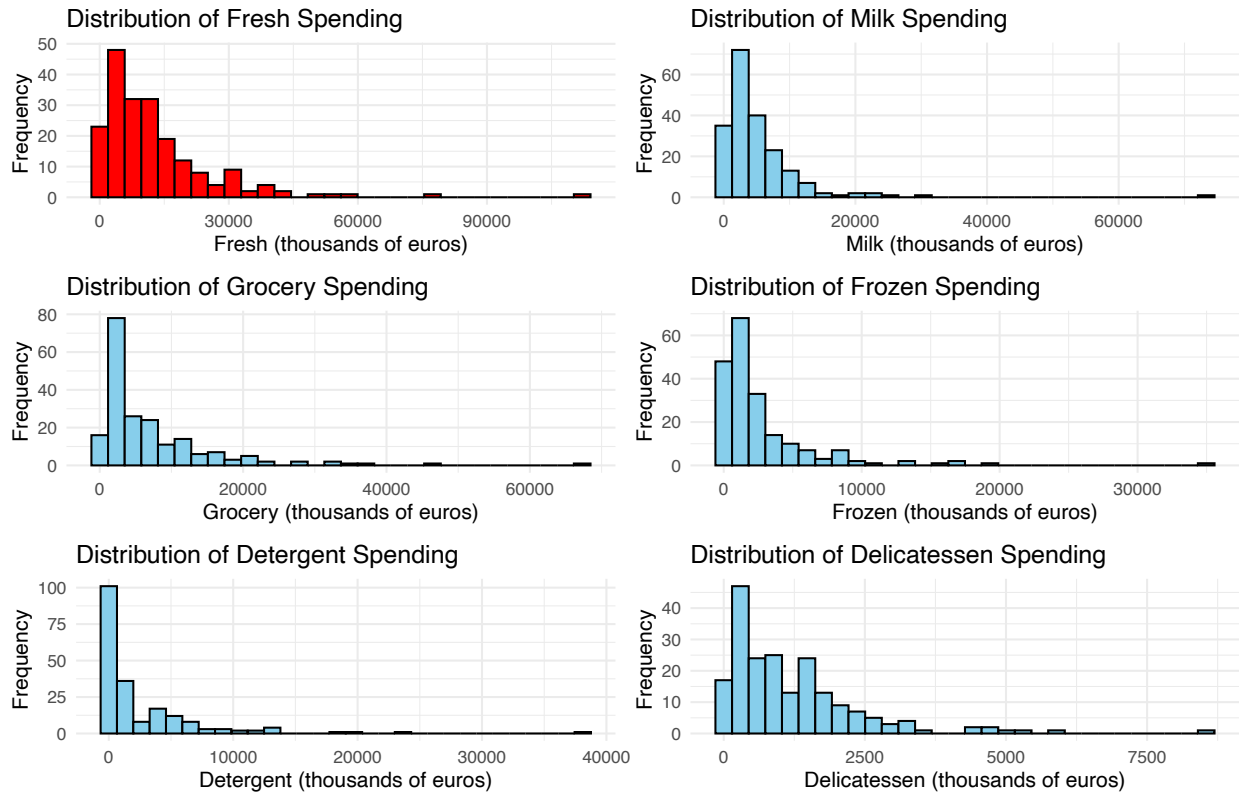 Distribution of Fresh Spending
50
40
30
20
10
0
Frequency
0 30000 60000 90000
Fresh (thousands of euros)
Distribution of Milk Spending
60
40
20
0
Frequency
0 20000 40000 60000
Milk (thousands of euros)
Distribution of Grocery Spending
80
60
40
20
0
Frequency
0 20000 40000 60000
Grocery (thousands of euros)
Distribution of Frozen Spending
60
40
20
0
Frequency
0 10000 20000 30000
Frozen (thousands of euros)
Distribution of Detergent Spending
100
75
50
25
0
Frequency
0 10000 20000 30000 40000
Detergent (thousands of euros)
Distribution of Delicatessen Spending
40
30
20
10
0
Frequency
0 2500 5000 7500
Delicatessen (thousands of euros)